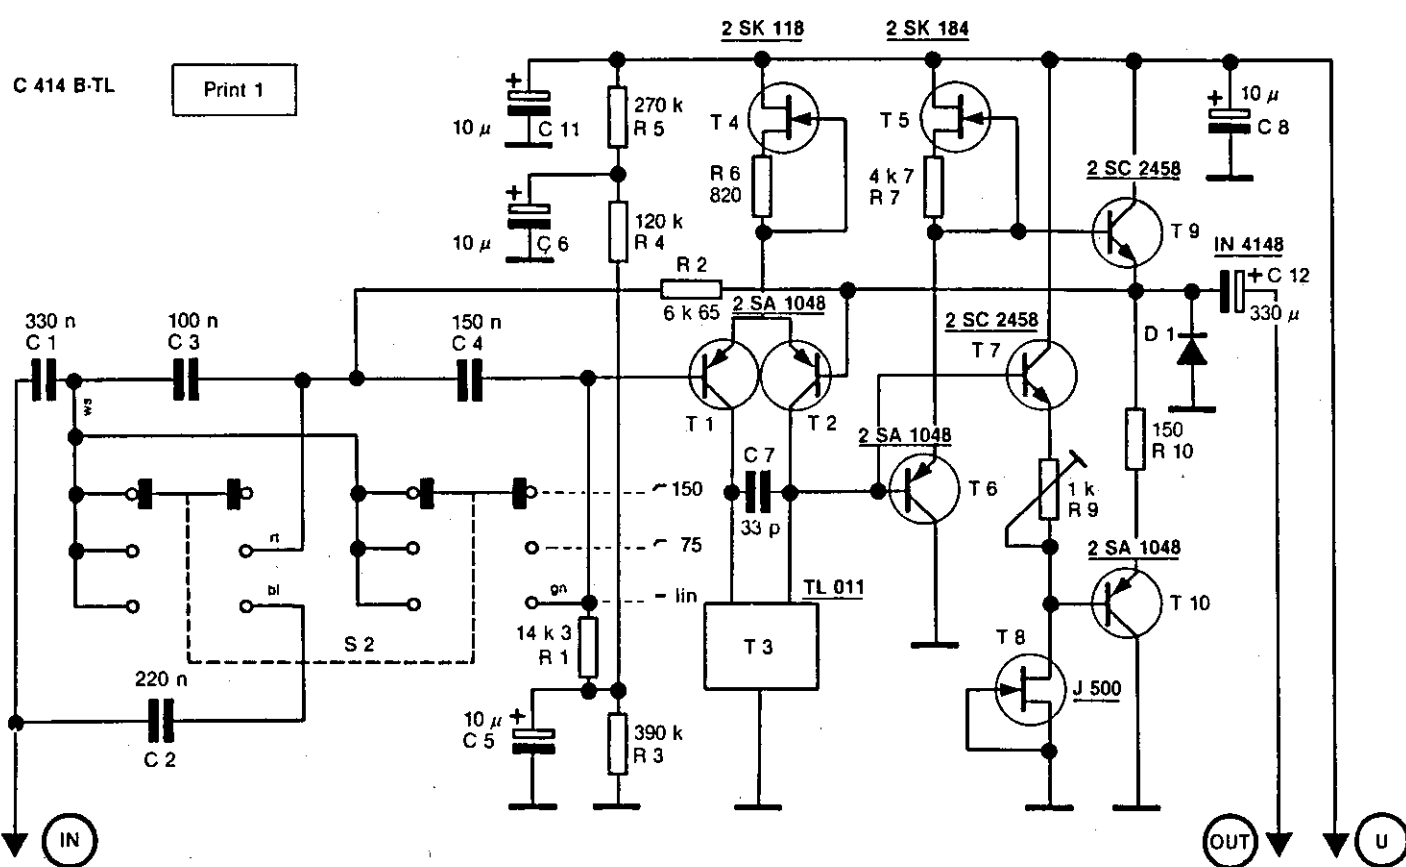 2 SK 118
2 SK 184
C 414 B-TL
Print 1
10 µ
C 11
270 k
R 5
T 4
T 5
10 µ
C 8
R 6
820
4 k 7
R 7
2 SC 2458
10 µ
C 6
120 k
R 4
T 9
IN 4148
R 2
6 k 65
C 12
330 µ
330 n
C 1
100 n
C 3
150 n
C 4
2 SA 1048
2 SC 2458
T 7
D 1
ws
T 1
T 2
2 SA 1048
150
R 10
C 7
33 p
T 6
1 k
R 9
150
rt
75
2 SA 1048
bl
gn
lin
TL 011
T 10
S 2
14 k 3
R 1
T 3
T 8
J 500
220 n
C 2
10 µ
C 5
390 k
R 3
IN
OUT
U